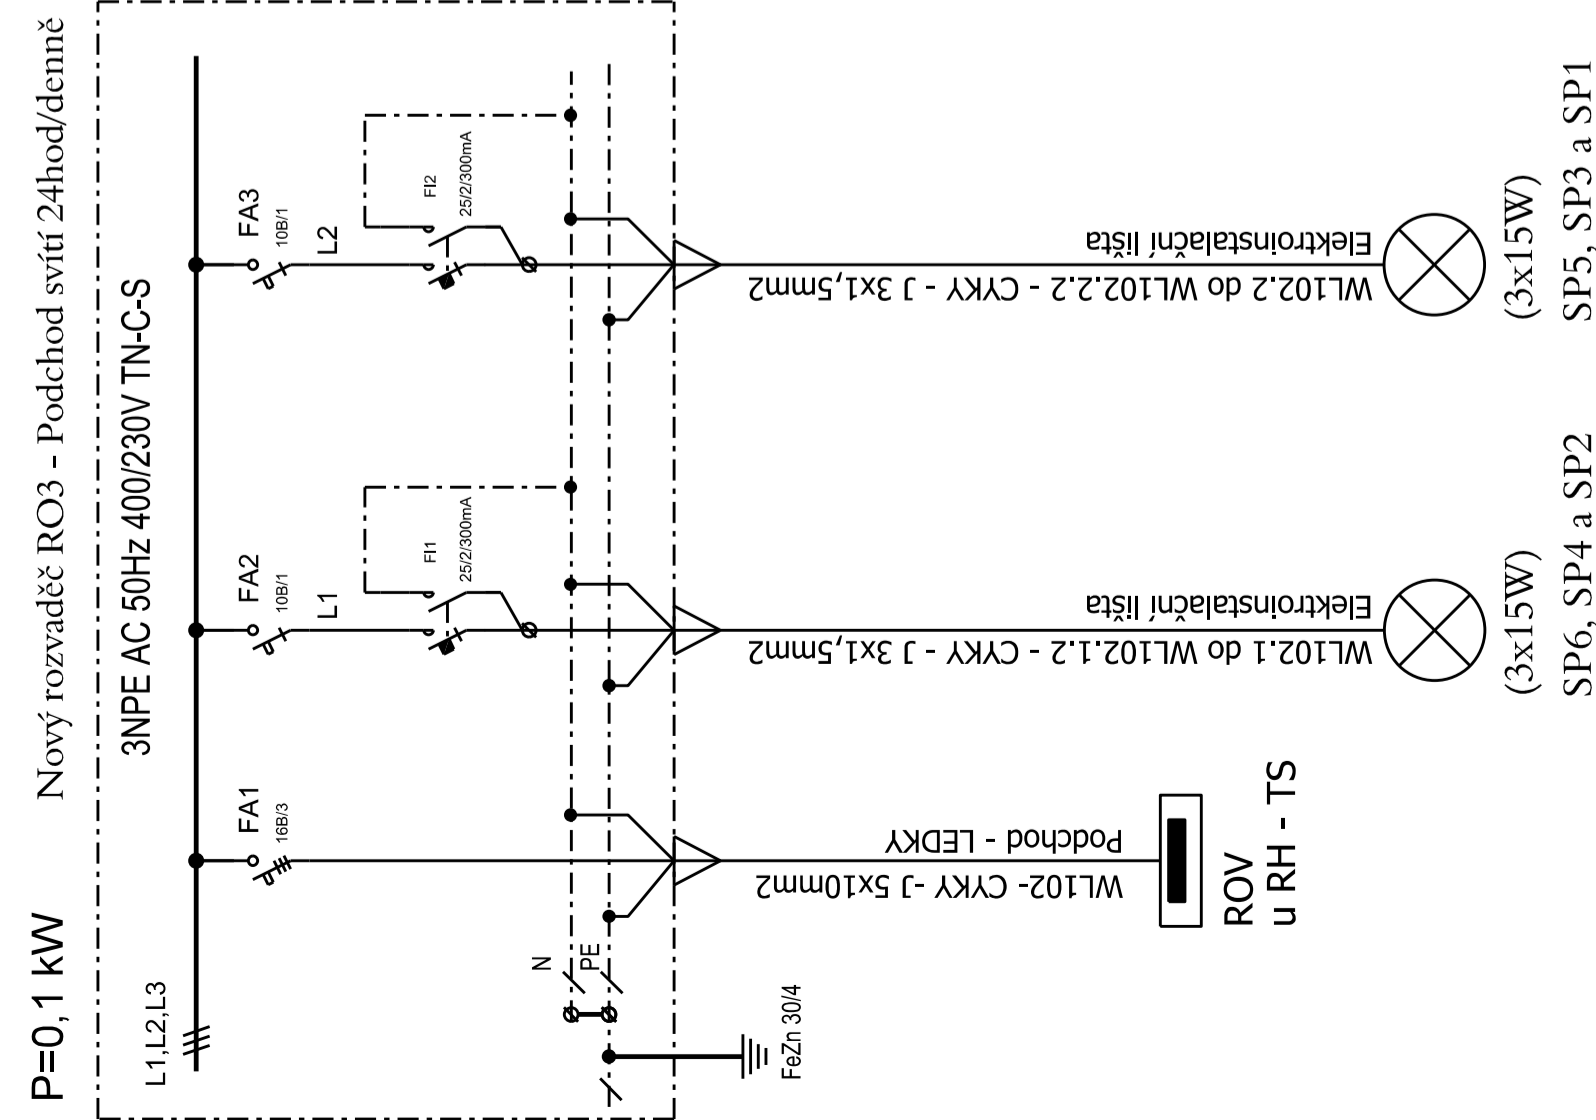 P=0,1 kW
Nový rozvaděč RO3 - Podchod svítí 24hod/denně
3NPE AC 50Hz 400/230V TN-C-S
L1,L2,L3
FA1
16B/3
FA2
10B/1
L1
FI1
25/2/300mA
FA3
10B/1
L2
FI2
25/2/300mA
N
PE
FeZn 30/4
WL102- CYKY -J 5x10mm2
Podchod - LEDKY
ROV
u RH - TS
WL102.1 do WL102.1.2 - CYKY - J 3x1,5mm2
Elektroinstalační lišta
(3x15W)
SP6, SP4 a SP2
WL102.2 do WL102.2.2 - CYKY - J 3x1,5mm2
Elektroinstalační lišta
(3x15W)
SP5, SP3 a SP1